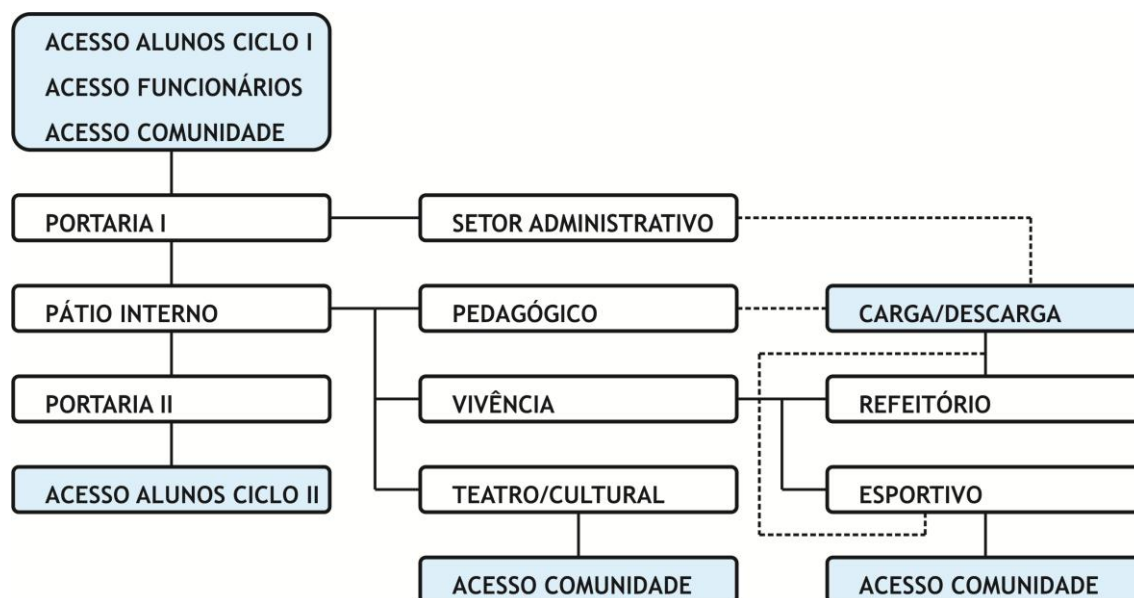 ACESSO ALUNOS CICLO I
ACESSO FUNCIONÁRIOS
ACESSO COMUNIDADE
PORTARIA I
SETOR ADMINISTRATIVO
PÁTIO INTERNO
PEDAGÓGICO
CARGA/DESCARGA
PORTARIA II
VIVÊNCIA
REFEITÓRIO
ACESSO ALUNOS CICLO II
TEATRO/CULTURAL
ESPORTIVO
ACESSO COMUNIDADE
ACESSO COMUNIDADE